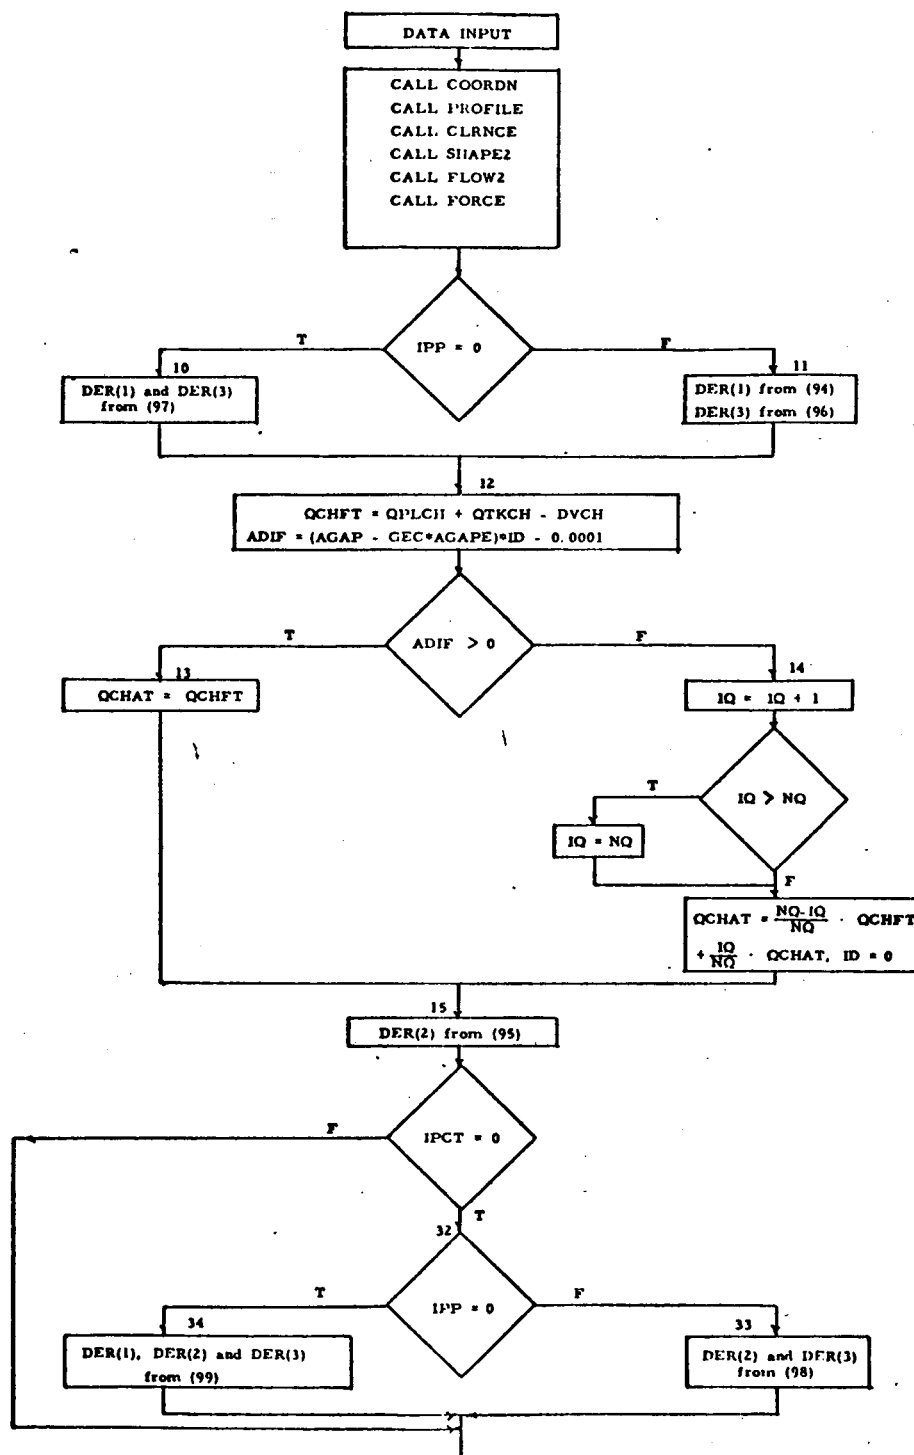 DATA INPUT
CALL COORDN
CALL PROFILE
CALL CLRNCE
CALL SHAPE2
CALL FLOW2
CALL FORCE
IPP = 0
T
F
10
DER(1) and DER(3)
from (97)
11
DER(1) from (94)
DER(3) from (96)
12
QCHFT = QPLCH + QTKCH - DVCH
ADIF = (AGAP - GEC*AGAPE)*ID - 0.0001
ADIF > 0
T
F
13
QCHAT = QCHFT
14
IQ = IQ + 1
IQ > NQ
T
IQ = NQ
F
QCHAT = NQ-IQ/NQ · QCHFT
+ IQ/NQ · QCHAT, ID = 0
15
DER(2) from (95)
IPCT = 0
F
T
32
IPP = 0
T
F
34
DER(1), DER(2) and DER(3)
from (99)
33
DER(2) and DER(3)
from (98)